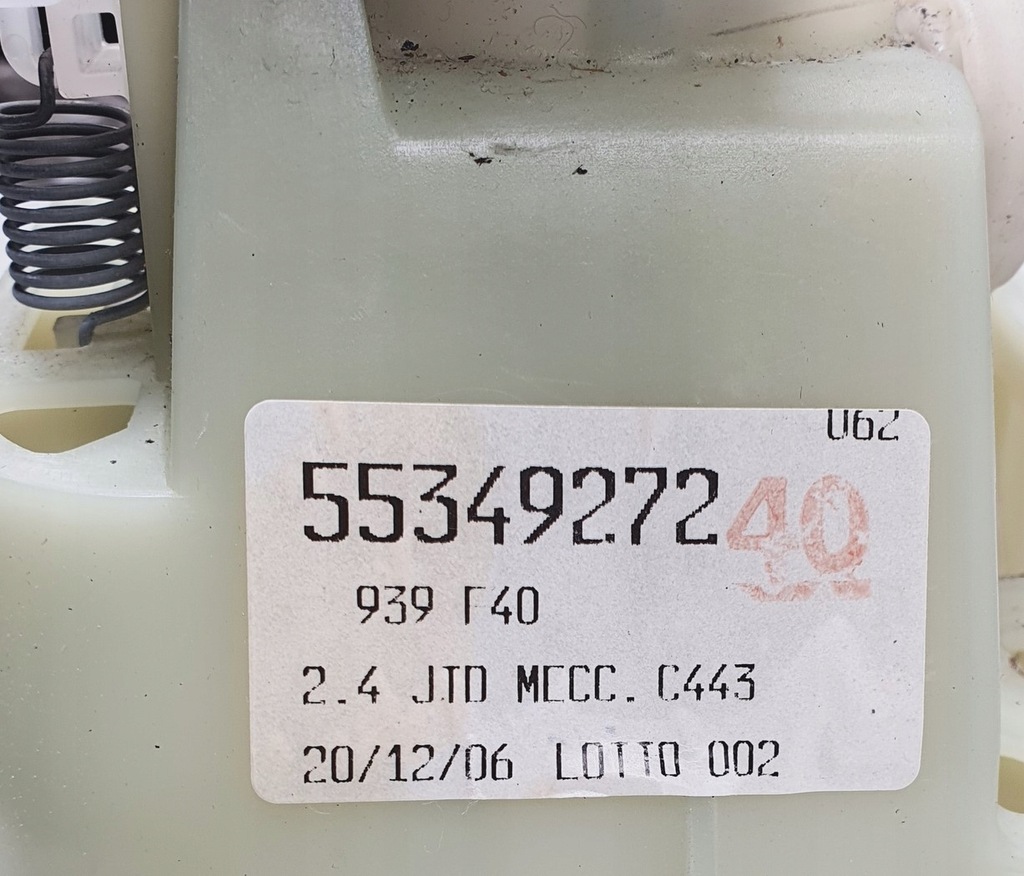 U62
55349272 40
939 F40
2.4 JTD MECC. C443
20/12/06 LOTTO 002